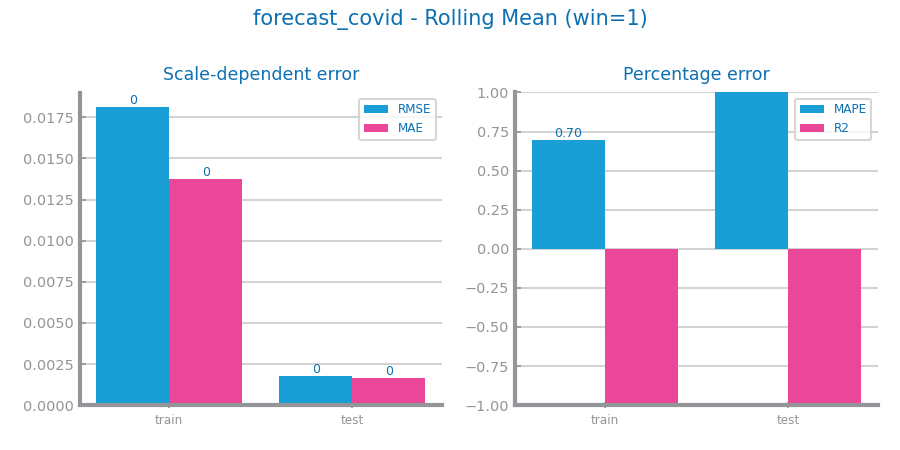 forecast_covid - Rolling Mean (win=1)
Scale-dependent error
0.0175
0.0150
0.0125
0.0100
0.0075
0.0050
0.0025
0.0000
0
0
0
0
RMSE
MAE
train
test
Percentage error
1.00
0.75
0.50
0.25
0.00
−0.25
−0.50
−0.75
−1.00
0.70
MAPE
R2
train
test